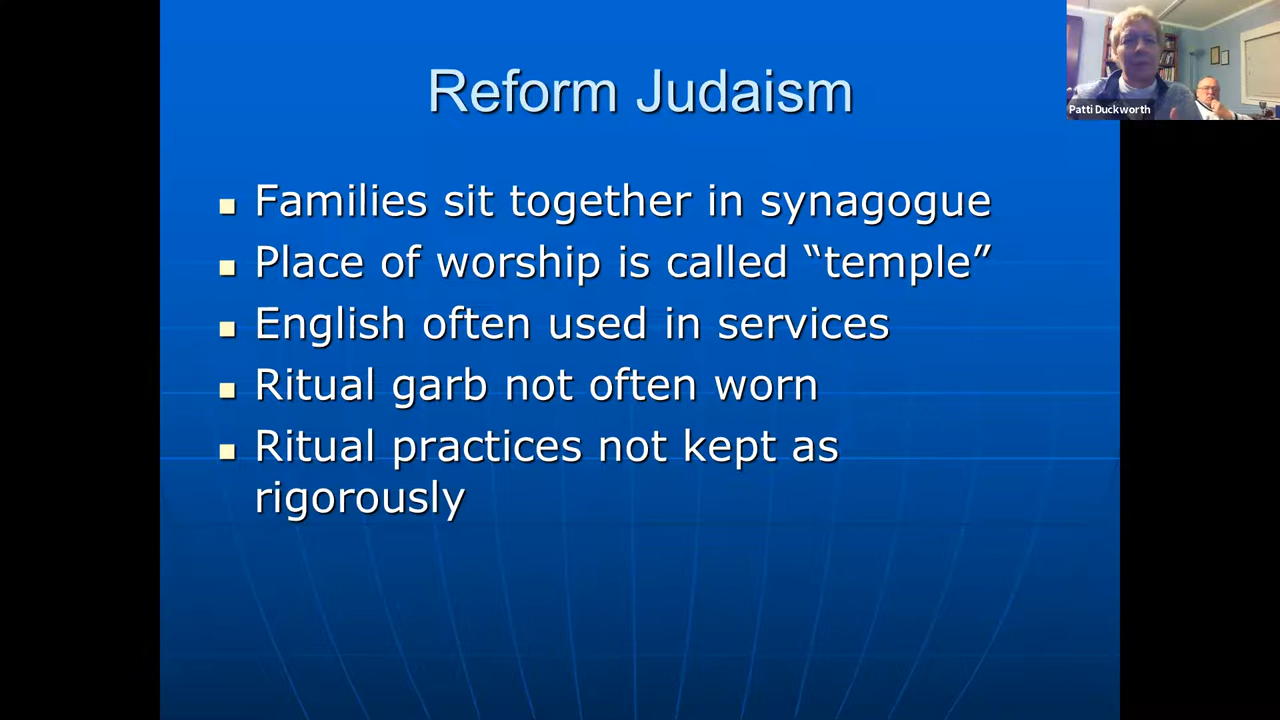 Reform Judaism
Families sit together in synagogue
Place of worship is called “temple”
English often used in services
Ritual garb not often worn
Ritual practices not kept as
rigorously
Patti Duckworth